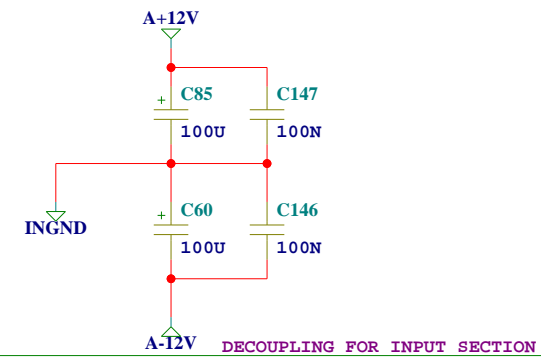 A+12V
+ C85 C147
100U 100N
INGND
+ C60 C146
100U 100N
A-12V
DECOUPLING FOR INPUT SECTION